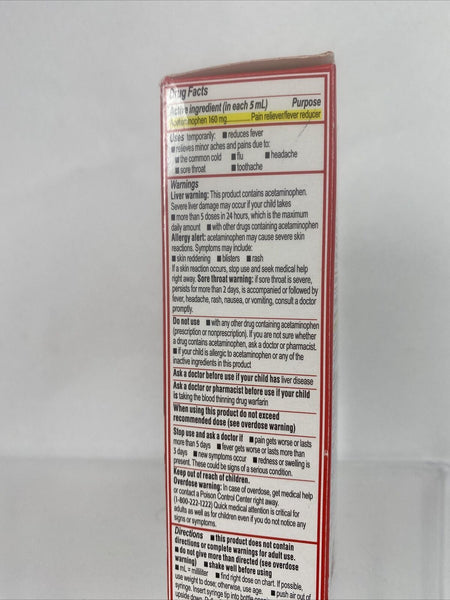 Drug Facts
Active ingredient (in each 5 mL) Purpose
Acetaminophen 160 mg Pain reliever/fever reducer
Uses temporarily: ■ reduces fever
■ relieves minor aches and pains due to:
■ the common cold ■ flu ■ headache
■ sore throat ■ toothache
Warnings
Liver warning: This product contains acetaminophen.
Severe liver damage may occur if your child takes
■ more than 5 doses in 24 hours, which is the maximum
daily amount ■ with other drugs containing acetaminophen
Allergy alert: acetaminophen may cause severe skin
reactions. Symptoms may include:
■ skin reddening ■ blisters ■ rash
If a skin reaction occurs, stop use and seek medical help
right away. Sore throat warning: if sore throat is severe,
persists for more than 2 days, is accompanied or followed by
fever, headache, rash, nausea, or vomiting, consult a doctor
promptly.
Do not use ■ with any other drug containing acetaminophen
(prescription or nonprescription). If you are not sure whether
a drug contains acetaminophen, ask a doctor or pharmacist.
■ if your child is allergic to acetaminophen or any of the
inactive ingredients in this product
Ask a doctor before use if your child has liver disease
Ask a doctor or pharmacist before use if your child
is taking the blood thinning drug warfarin
When using this product do not exceed
recommended dose (see overdose warning)
Stop use and ask a doctor if ■ pain gets worse or lasts
more than 5 days ■ fever gets worse or lasts more than
3 days ■ new symptoms occur ■ redness or swelling is
present. These could be signs of a serious condition.
Keep out of reach of children.
Overdose warning: In case of overdose, get medical help
or contact a Poison Control Center right away.
(1-800-222-1222) Quick medical attention is critical for
adults as well as for children even if you do not notice any
signs or symptoms.
Directions ■ this product does not contain
directions or complete warnings for adult use.
■ do not give more than directed (see overdose
warning) ■ shake well before using
■ mL = milliliter ■ find right dose on chart. If possible,
use weight to dose; otherwise, use age. ■ push air out of
syringe. Insert syringe tip into bottle
upside down.